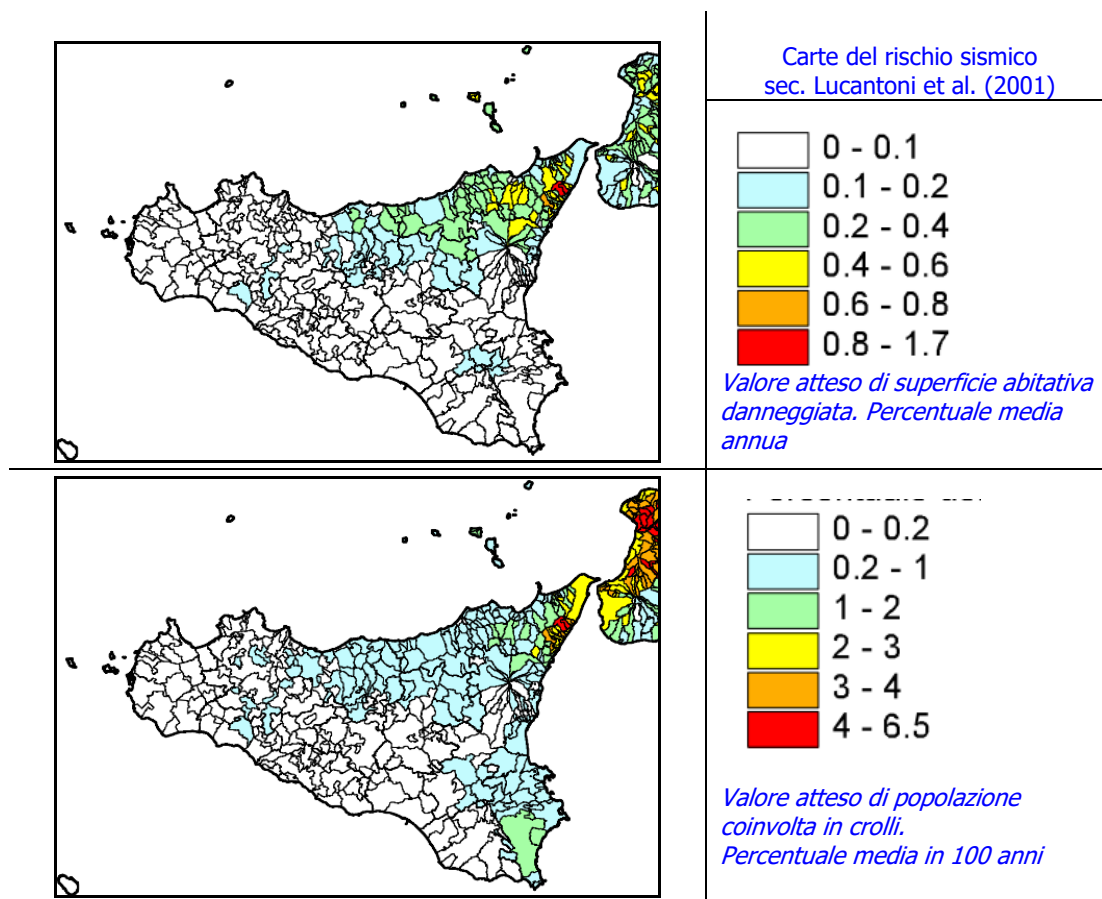 Carte del rischio sismico
sec. Lucantoni et al. (2001)
0 - 0.1
0.1 - 0.2
0.2 - 0.4
0.4 - 0.6
0.6 - 0.8
0.8 - 1.7
Valore atteso di superficie abitativa
danneggiata. Percentuale media
annua
0 - 0.2
0.2 - 1
1 - 2
2 - 3
3 - 4
4 - 6.5
Valore atteso di popolazione
coinvolta in crolli.
Percentuale media in 100 anni